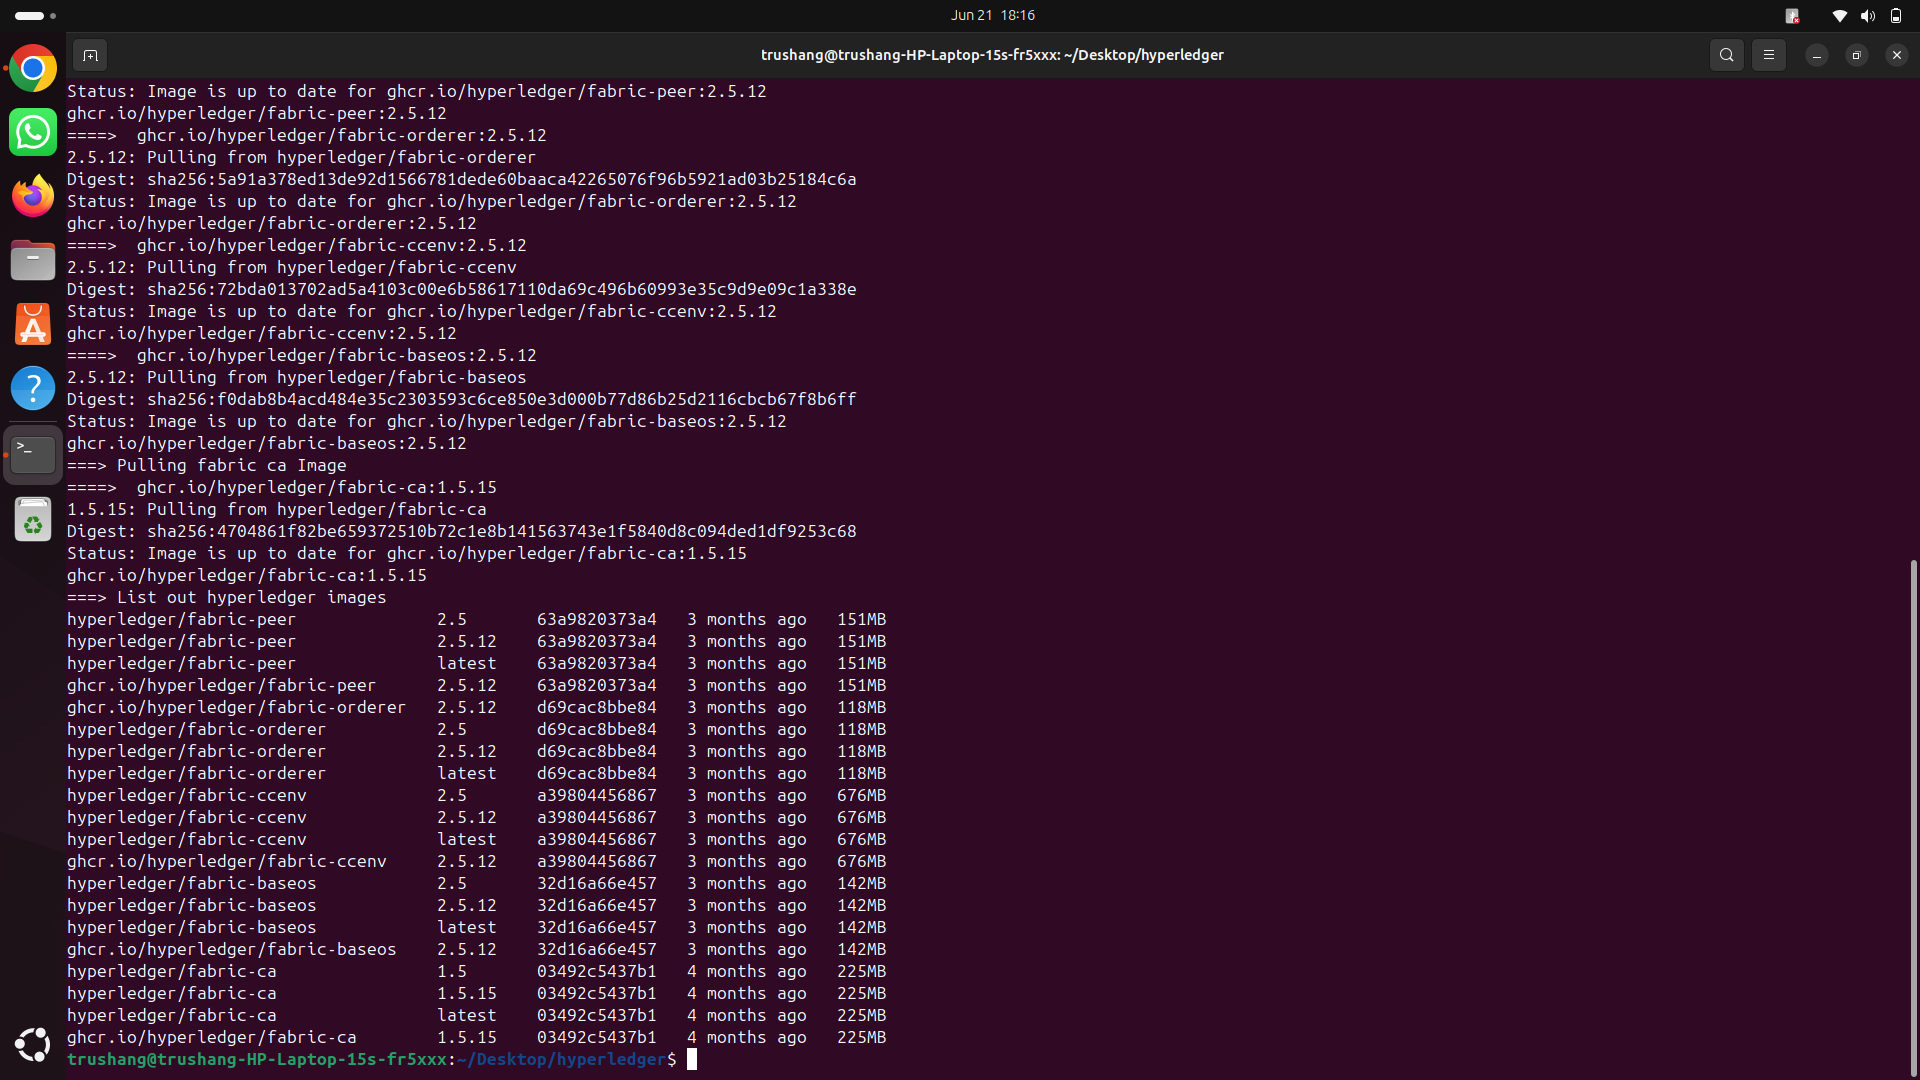 Jun 21 18:16
trushang@trushang-HP-Laptop-15s-fr5xxx: ~/Desktop/hyperledger
Status: Image is up to date for ghcr.io/hyperledger/fabric-peer:2.5.12
ghcr.io/hyperledger/fabric-peer:2.5.12
====>  ghcr.io/hyperledger/fabric-orderer:2.5.12
2.5.12: Pulling from hyperledger/fabric-orderer
Digest: sha256:5a91a378ed13de92d1566781dede60baaca42265076f96b5921ad03b25184c6a
Status: Image is up to date for ghcr.io/hyperledger/fabric-orderer:2.5.12
ghcr.io/hyperledger/fabric-orderer:2.5.12
====>  ghcr.io/hyperledger/fabric-ccenv:2.5.12
2.5.12: Pulling from hyperledger/fabric-ccenv
Digest: sha256:72bda013702ad5a4103c00e6b58617110da69c496b60993e35c9d9e09c1a338e
Status: Image is up to date for ghcr.io/hyperledger/fabric-ccenv:2.5.12
ghcr.io/hyperledger/fabric-ccenv:2.5.12
====>  ghcr.io/hyperledger/fabric-baseos:2.5.12
2.5.12: Pulling from hyperledger/fabric-baseos
Digest: sha256:f0dab8b4acd484e35c2303593c6ce850e3d000b77d86b25d2116cbcb67f8b6ff
Status: Image is up to date for ghcr.io/hyperledger/fabric-baseos:2.5.12
ghcr.io/hyperledger/fabric-baseos:2.5.12
===> Pulling fabric ca Image
====>  ghcr.io/hyperledger/fabric-ca:1.5.15
1.5.15: Pulling from hyperledger/fabric-ca
Digest: sha256:4704861f82be659372510b72c1e8b141563743e1f5840d8c094ded1df9253c68
Status: Image is up to date for ghcr.io/hyperledger/fabric-ca:1.5.15
ghcr.io/hyperledger/fabric-ca:1.5.15
===> List out hyperledger images
hyperledger/fabric-peer              2.5       63a9820373a4   3 months ago   151MB
hyperledger/fabric-peer              2.5.12    63a9820373a4   3 months ago   151MB
hyperledger/fabric-peer              latest    63a9820373a4   3 months ago   151MB
ghcr.io/hyperledger/fabric-peer      2.5.12    63a9820373a4   3 months ago   151MB
ghcr.io/hyperledger/fabric-orderer   2.5.12    d69cac8bbe84   3 months ago   118MB
hyperledger/fabric-orderer           2.5       d69cac8bbe84   3 months ago   118MB
hyperledger/fabric-orderer           2.5.12    d69cac8bbe84   3 months ago   118MB
hyperledger/fabric-orderer           latest    d69cac8bbe84   3 months ago   118MB
hyperledger/fabric-ccenv             2.5       a39804456867   3 months ago   676MB
hyperledger/fabric-ccenv             2.5.12    a39804456867   3 months ago   676MB
hyperledger/fabric-ccenv             latest    a39804456867   3 months ago   676MB
ghcr.io/hyperledger/fabric-ccenv     2.5.12    a39804456867   3 months ago   676MB
hyperledger/fabric-baseos            2.5       32d16a66e457   3 months ago   142MB
hyperledger/fabric-baseos            2.5.12    32d16a66e457   3 months ago   142MB
hyperledger/fabric-baseos            latest    32d16a66e457   3 months ago   142MB
ghcr.io/hyperledger/fabric-baseos    2.5.12    32d16a66e457   3 months ago   142MB
hyperledger/fabric-ca                1.5       03492c5437b1   4 months ago   225MB
hyperledger/fabric-ca                1.5.15    03492c5437b1   4 months ago   225MB
hyperledger/fabric-ca                latest    03492c5437b1   4 months ago   225MB
ghcr.io/hyperledger/fabric-ca        1.5.15    03492c5437b1   4 months ago   225MB
trushang@trushang-HP-Laptop-15s-fr5xxx:~/Desktop/hyperledger$